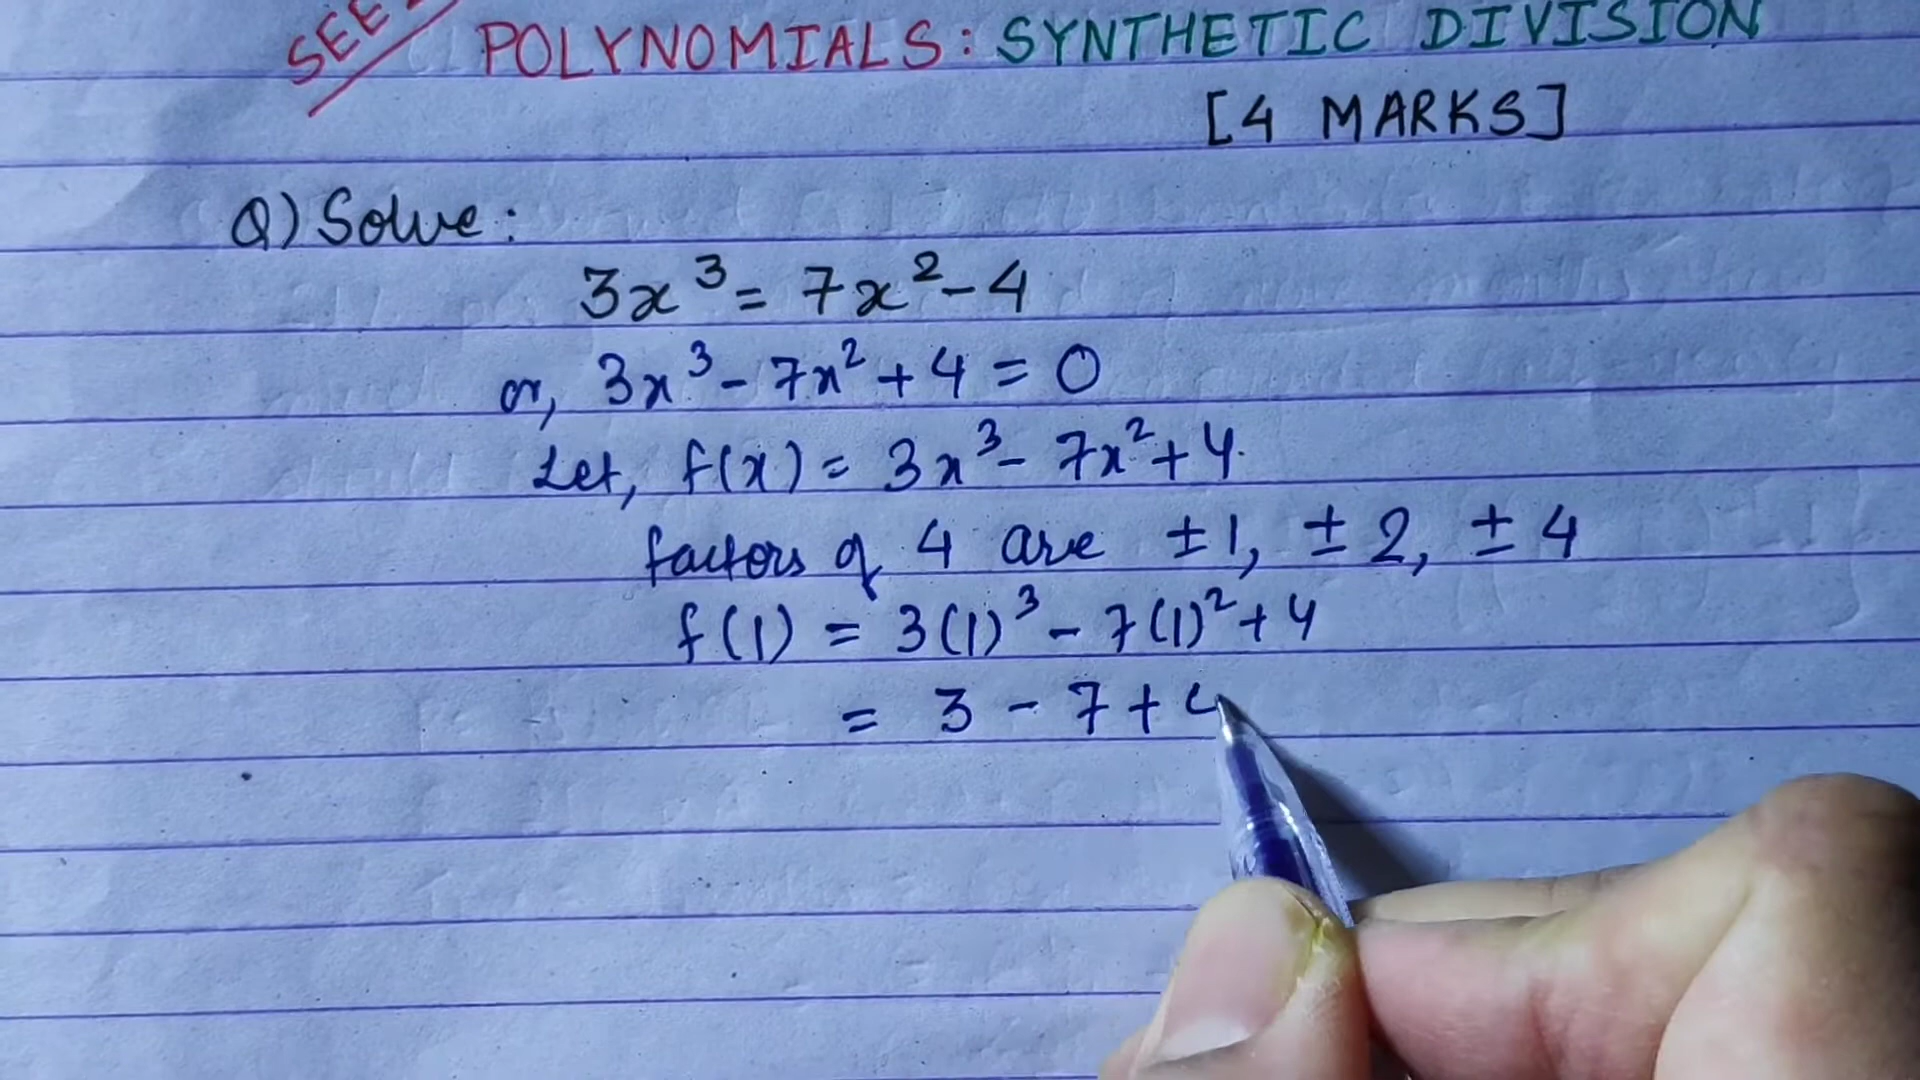 SEE
POLYNOMIALS: SYNTHETIC DIVISION
[4 MARKS]
Q) Solve:
3x³ = 7x² - 4
or, 3x³ - 7x² + 4 = 0
Let, f(x) = 3x³ - 7x² + 4.
factors of 4 are ±1, ±2, ±4
f(1) = 3(1)³ - 7(1)² + 4
= 3 - 7 + 4